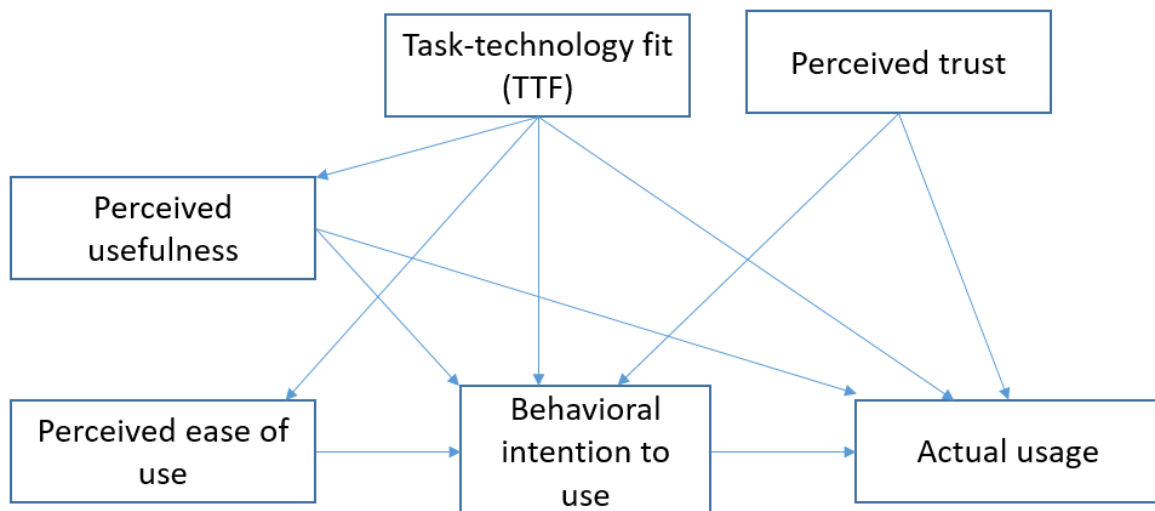 Task-technology fit
(TTF)
Perceived trust
Perceived
usefulness
Perceived ease of
use
Behavioral
intention to
use
Actual usage